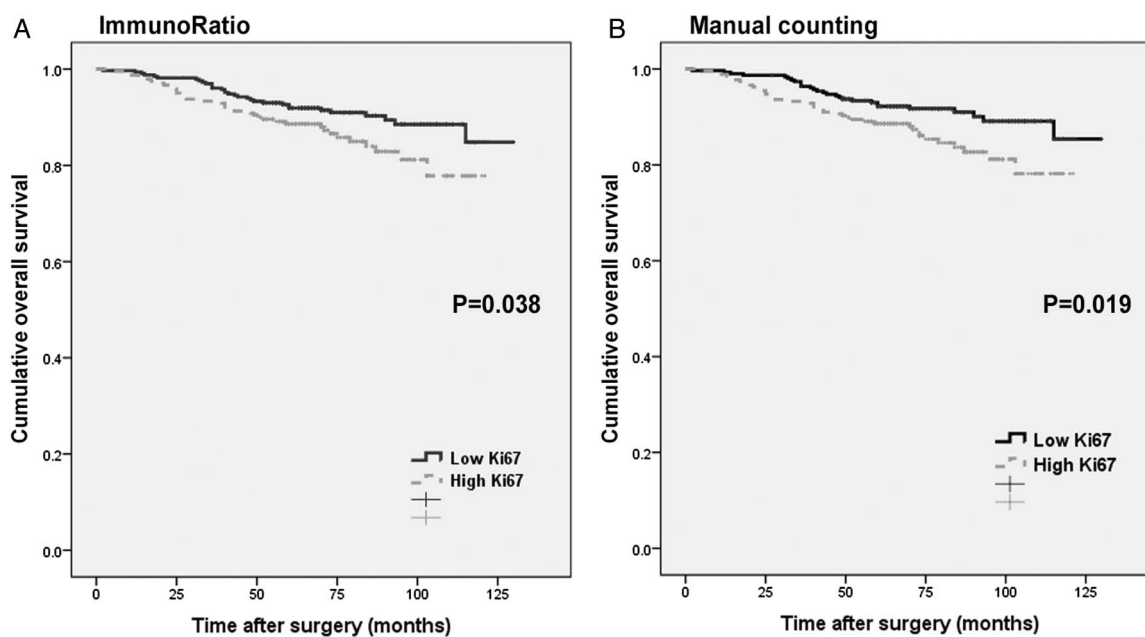 A
ImmunoRatio
Cumulative overall survival
1.0
0.8
0.6
0.4
0.2
0.0
P=0.038
Low Ki67
High Ki67
0 25 50 75 100 125
Time after surgery (months)
B
Manual counting
Cumulative overall survival
1.0
0.8
0.6
0.4
0.2
0.0
P=0.019
Low Ki67
High Ki67
0 25 50 75 100 125
Time after surgery (months)